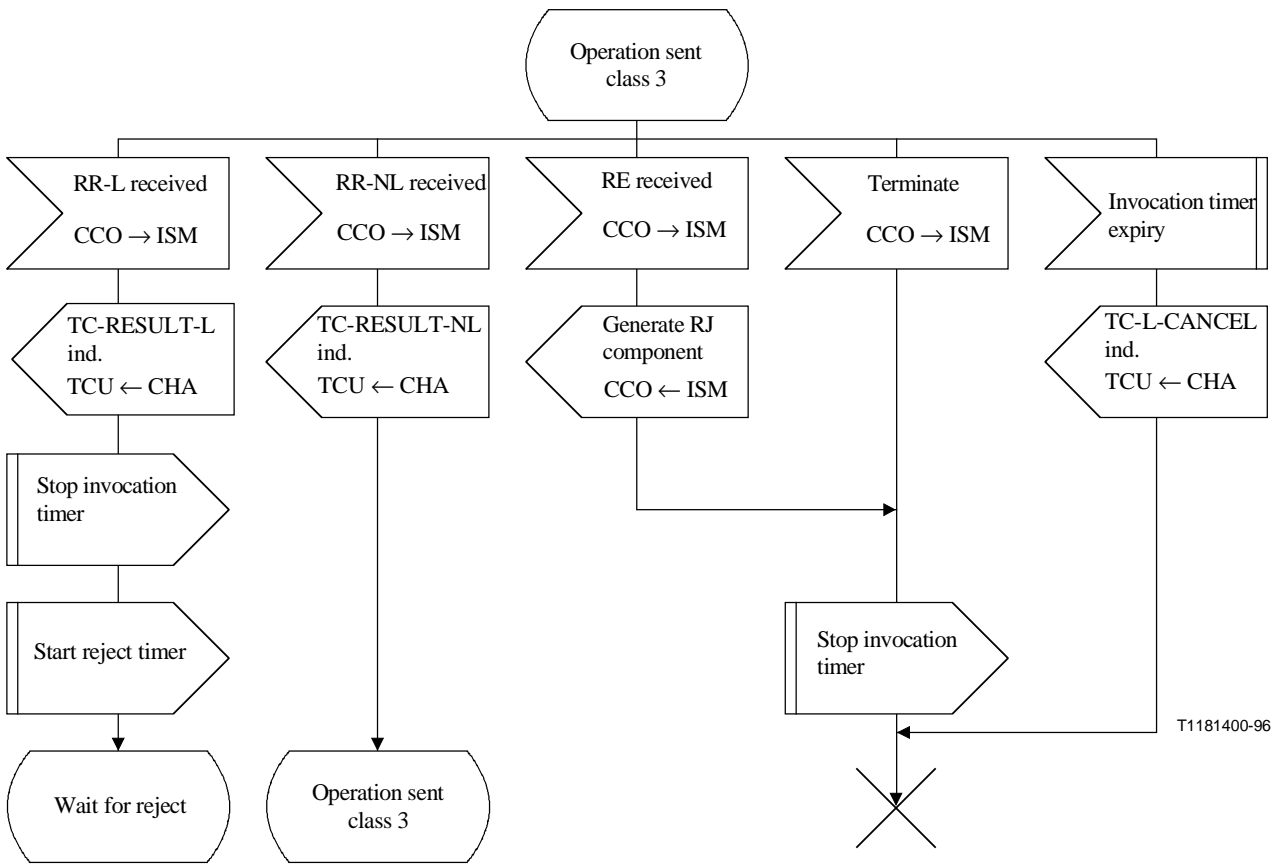 Operation sent
class 3
RR-L received
CCO → ISM
RR-NL received
CCO → ISM
RE received
CCO → ISM
Terminate
CCO → ISM
Invocation timer
expiry
TC-RESULT-L
ind.
TCU ← CHA
TC-RESULT-NL
ind.
TCU ← CHA
Generate RJ
component
CCO ← ISM
TC-L-CANCEL
ind.
TCU ← CHA
Stop invocation
timer
Start reject timer
Stop invocation
timer
T1181400-96
Wait for reject
Operation sent
class 3